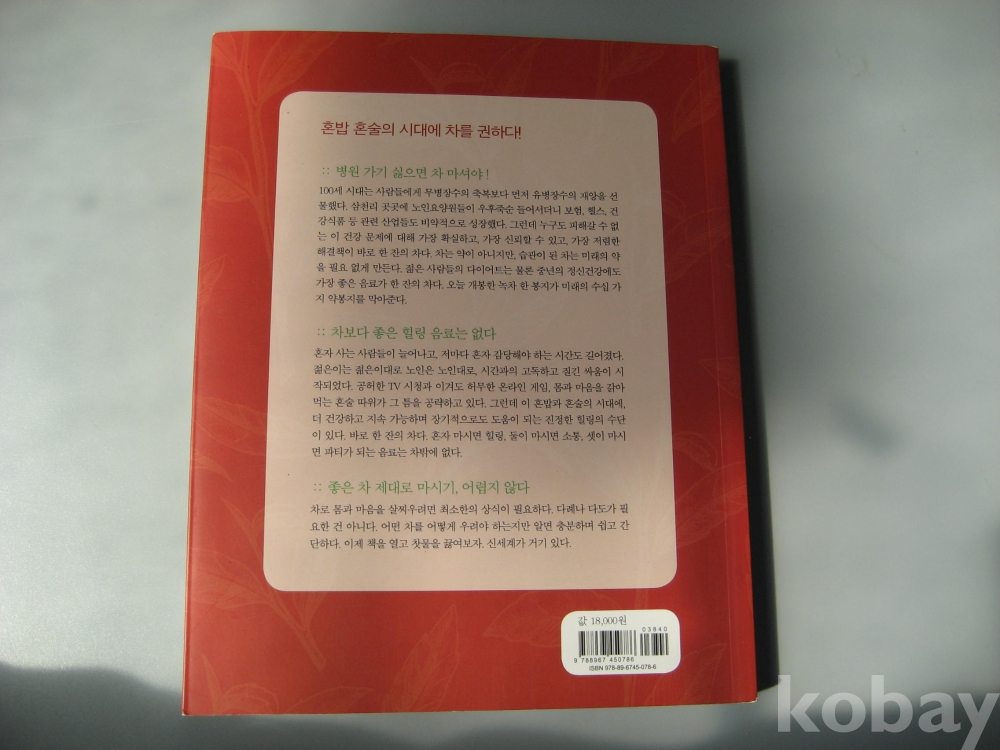 혼밥 혼술의 시대에 차를 권하다!
:: 병원 가기 싫으면 차 마셔야!
100세 시대는 사람들에게 무병장수의 축복보다 먼저 유병장수의 재앙을 선
물했다. 삼천리 곳곳에 노인요양원들이 우후죽순 들어서더니 보험, 헬스, 건
강식품 등 관련 산업들도 비약적으로 성장했다. 그런데 누구도 피해갈 수 없
는 이 건강 문제에 대해 가장 확실하고, 가장 신뢰할 수 있고, 가장 저렴한
해결책이 바로 한 잔의 차다. 차는 약이 아니지만, 습관이 된 차는 미래의 약
을 필요 없게 만든다. 젊은 사람들의 다이어트는 물론 중년의 정신건강에도
가장 좋은 음료가 한 잔의 차다. 오늘 개봉한 녹차 한 봉지가 미래의 수십 가
지 약봉지를 막아준다.
:: 차보다 좋은 힐링 음료는 없다
혼자 사는 사람들이 늘어나고, 저마다 혼자 감당해야 하는 시간도 길어졌다.
젊은이는 젊은이대로 노인은 노인대로, 시간과의 고독하고 질긴 싸움이 시
작되었다. 공허한 TV 시청과 이겨도 허무한 온라인 게임, 몸과 마음을 갉아
먹는 혼술 따위가 그 틈을 공략하고 있다. 그런데 이 혼밥과 혼술의 시대에,
더 건강하고 지속 가능하며 장기적으로도 도움이 되는 진정한 힐링의 수단
이 있다. 바로 한 잔의 차다. 혼자 마시면 힐링, 둘이 마시면 소통, 셋이 마시
면 파티가 되는 음료는 차밖에 없다.
:: 좋은 차 제대로 마시기, 어렵지 않다
차로 몸과 마음을 살찌우려면 최소한의 상식이 필요하다. 다례나 다도가 필
요한 건 아니다. 어떤 차를 어떻게 우려야 하는지만 알면 충분하며 쉽고 간
단하다. 이제 책을 열고 찻물을 끓여보자. 신세계가 거기 있다.
값 18,000원
03840
9 788967 450786
ISBN 978-89-6745-078-6
kobay